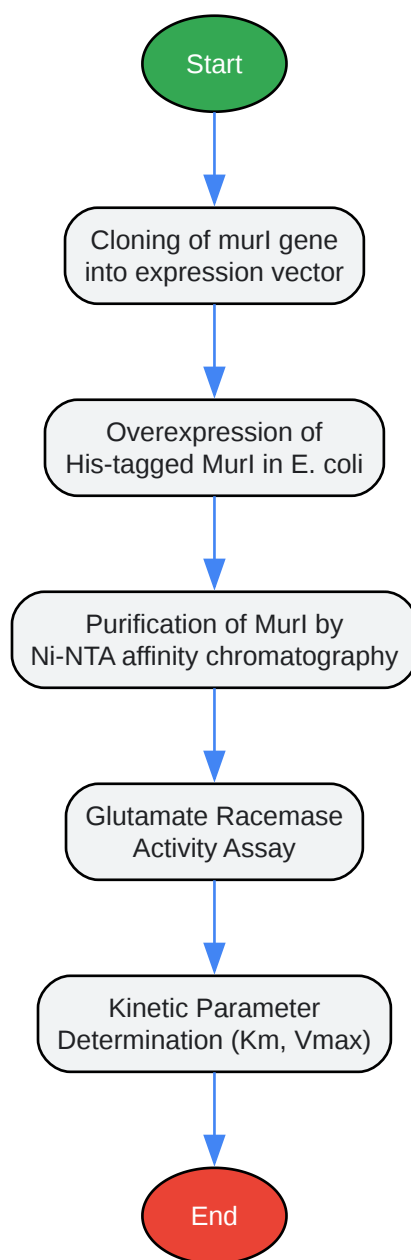 Start
Cloning of murI gene
into expression vector
Overexpression of
His-tagged MurI in E. coli
Purification of MurI by
Ni-NTA affinity chromatography
Glutamate Racemase
Activity Assay
Kinetic Parameter
Determination (Km, Vmax)
End